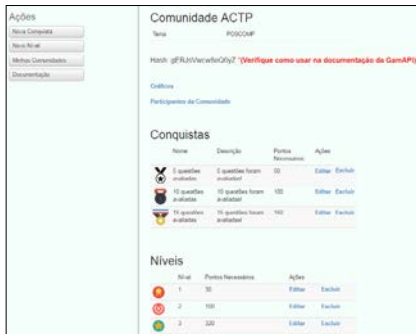 Ações
Nova Conquista
Novo Nível
Minhas Comunidades
Documentação
Comunidade ACTP
Tema POSCOMP
Hash: *(Verifique como usar na documentação da GamAPI)
Gráficos
Participantes da Comunidade
Conquistas
Nome Descrição Pontos Necessários Ações
5 questões avaliadas 5 questões foram avaliadas! 50 Editar Excluir
10 questões avaliadas 10 questões foram avaliadas! 100 Editar Excluir
15 questões avaliadas 15 questões foram avaliadas! 150 Editar Excluir
Níveis
Nível Pontos Necessários Ações
1 50 Editar Excluir
2 100 Editar Excluir
3 320 Editar Excluir